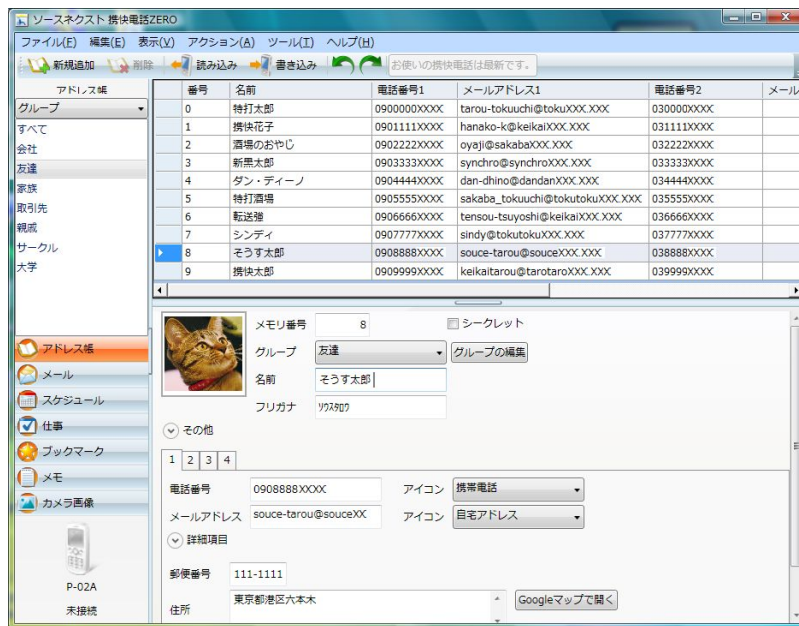 ソースネクスト 携快電話ZERO
ファイル(F) 編集(E) 表示(V) アクション(A) ツール(T) ヘルプ(H)
新規追加 削除 読み込み 書き込み お使いの携快電話は最新です。
アドレス帳
グループ
すべて
会社
友達
家族
取引先
親戚
サークル
大学
番号 名前 電話番号1 メールアドレス1 電話番号2 メール
0 特打太郎 0900000XXXX tarou-tokuuchi@tokuXXX.XXX 030000XXXX
1 携快花子 0901111XXXX hanako-k@keikaiXXX.XXX 031111XXXX
2 酒場のおやじ 0902222XXXX oyaji@sakabaXXX.XXX 032222XXXX
3 新黒太郎 0903333XXXX synchro@synchroXXX.XXX 033333XXXX
4 ダン・ディーノ 0904444XXXX dan-dhino@dandanXXX.XXX 034444XXXX
5 特打酒場 0905555XXXX sakaba_tokuuchi@tokutokuXXX.XXX 035555XXXX
6 転送強 0906666XXXX tensou-tsuyoshi@keikaiXXX.XXX 036666XXXX
7 シンディ 0907777XXXX sindy@tokutokuXXX.XXX 037777XXXX
8 そうす太郎 0908888XXXX souce-tarou@souceXXX.XXX 038888XXXX
9 携快太郎 0909999XXXX keikaitarou@tarotaroXXX.XXX 039999XXXX
アドレス帳
メール
スケジュール
仕事
ブックマーク
メモ
カメラ画像
P-02A
未接続
メモリ番号 8 シークレット
グループ 友達 グループの編集
名前 そうす太郎
フリガナ ｿｳｽﾀﾛｳ
その他
1 2 3 4
電話番号 0908888XXXX アイコン 携帯電話
メールアドレス souce-tarou@souceXX アイコン 自宅アドレス
詳細項目
郵便番号 111-1111
住所 東京都港区六本木 Googleマップで開く